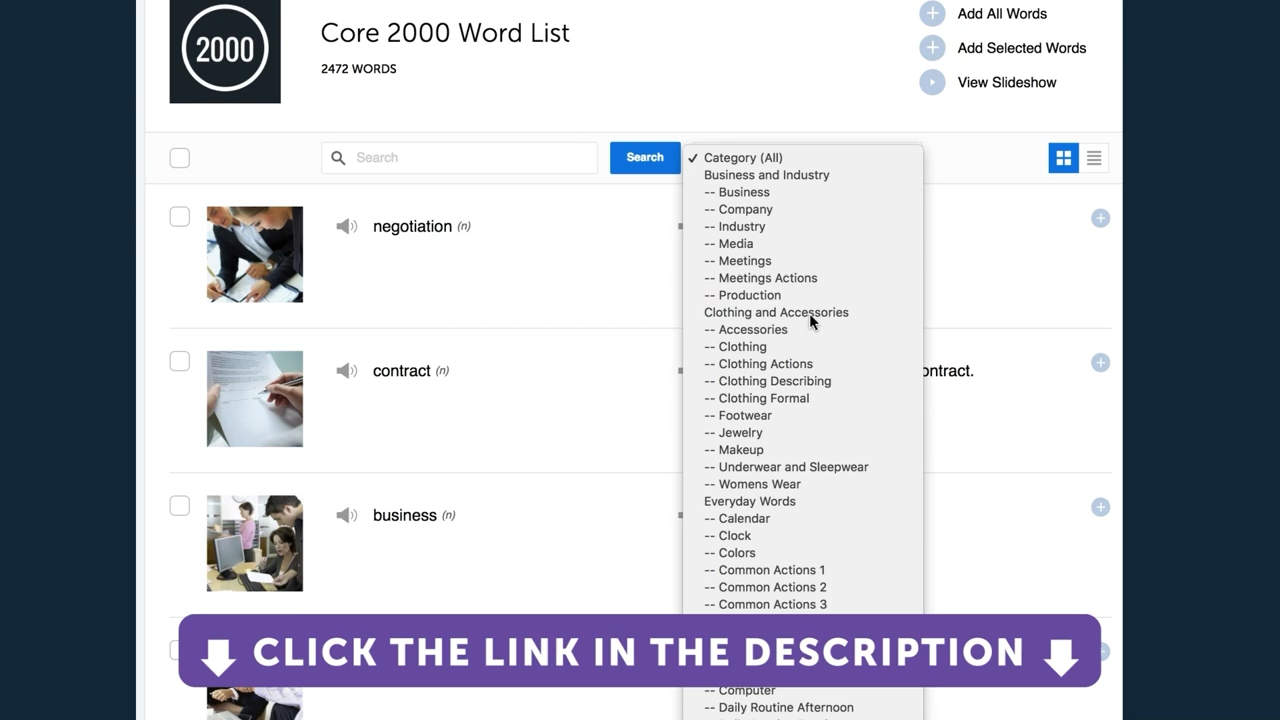 2000
Core 2000 Word List
2472 WORDS
Add All Words
Add Selected Words
View Slideshow
Search
Search
✓ Category (All)
Business and Industry
-- Business
-- Company
-- Industry
-- Media
-- Meetings
-- Meetings Actions
-- Production
Clothing and Accessories
-- Accessories
-- Clothing
-- Clothing Actions
-- Clothing Describing
-- Clothing Formal
-- Footwear
-- Jewelry
-- Makeup
-- Underwear and Sleepwear
-- Womens Wear
Everyday Words
-- Calendar
-- Clock
-- Colors
-- Common Actions 1
-- Common Actions 2
-- Common Actions 3
-- Computer
-- Daily Routine Afternoon
negotiation (n)
contract (n)
ontract.
business (n)
CLICK THE LINK IN THE DESCRIPTION